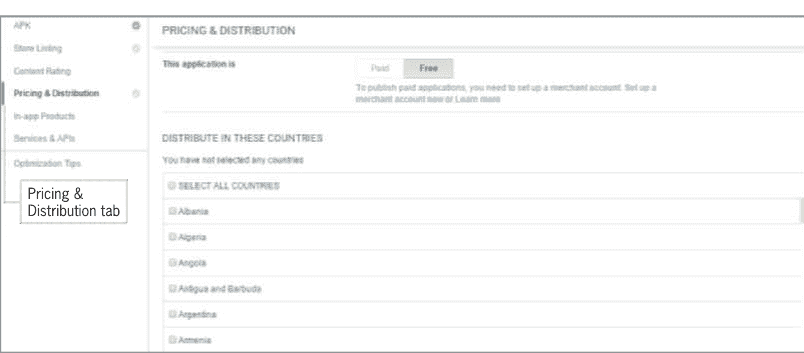 APK
Store Listing
Content Rating
Pricing & Distribution
In-app Products
Services & APIs
Optimization Tips
Pricing &
Distribution tab
PRICING & DISTRIBUTION
This application is
Paid
Free
To publish paid applications, you need to set up a merchant account. Set up a
merchant account now or Learn more
DISTRIBUTE IN THESE COUNTRIES
You have not selected any countries
SELECT ALL COUNTRIES
Albania
Algeria
Angola
Antigua and Barbuda
Argentina
Armenia